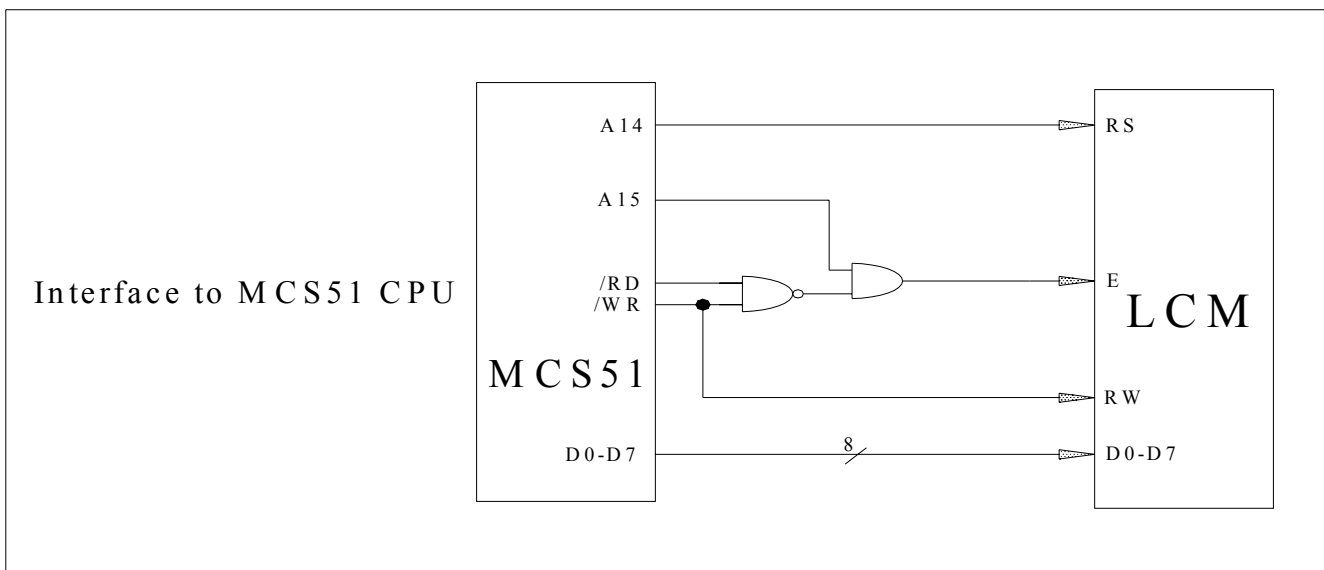 A14
RS
A15
Interface to MCS51 CPU
/RD
/WR
E
LCM
MCS51
RW
D0-D7
8
D0-D7